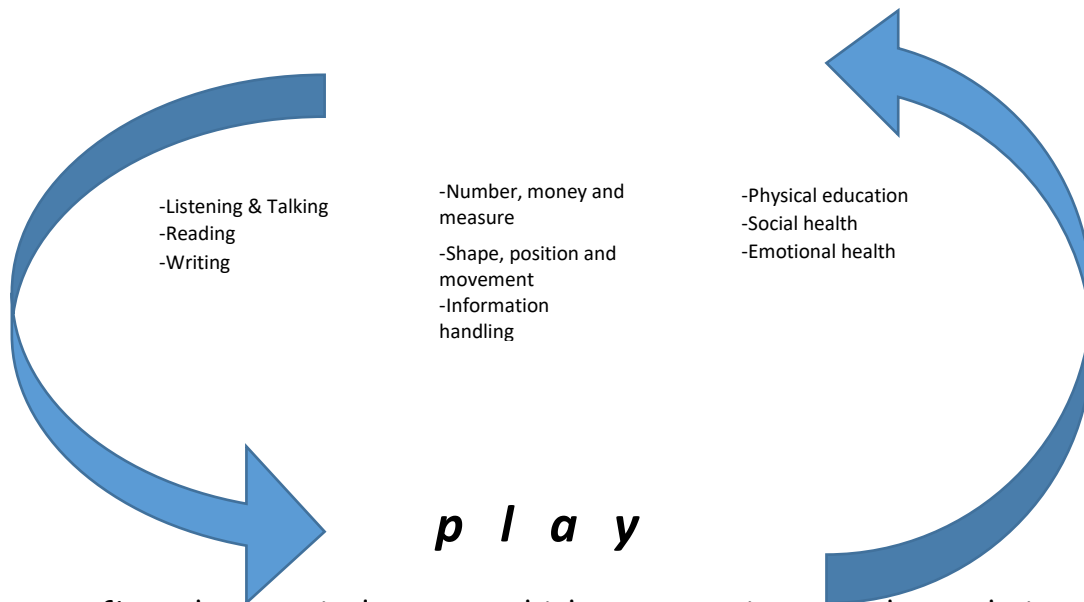 -Listening & Talking
-Reading
-Writing
-Number, money and
measure
-Shape, position and
movement
-Information
handling
-Physical education
-Social health
-Emotional health
p l a y